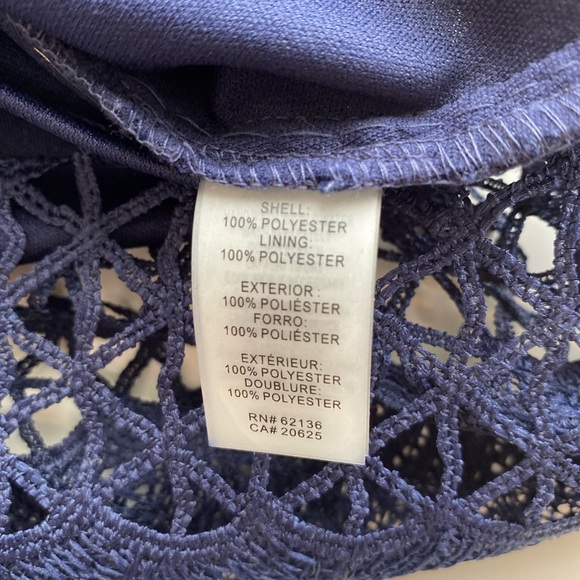 SHELL:
100% POLYESTER
LINING:
100% POLYESTER
EXTERIOR :
100% POLIÉSTER
FORRO:
100% POLIÉSTER
EXTÉRIEUR:
100% POLYESTER
DOUBLURE:
100% POLYESTER
RN# 62136
CA# 20625